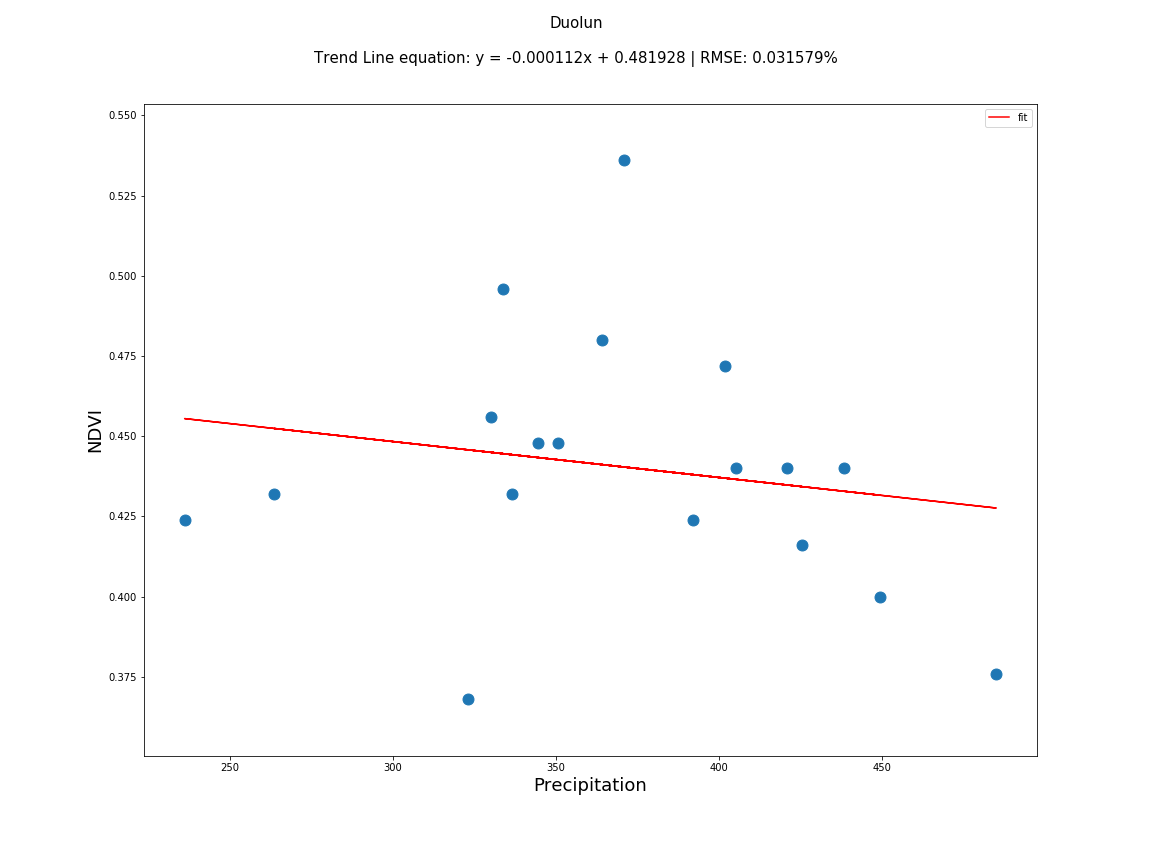 Duolun
Trend Line equation: y = -0.000112x + 0.481928 | RMSE: 0.031579%
fit
0.550
0.525
0.500
0.475
0.450
0.425
0.400
0.375
NDVI
250 300 350 400 450
Precipitation